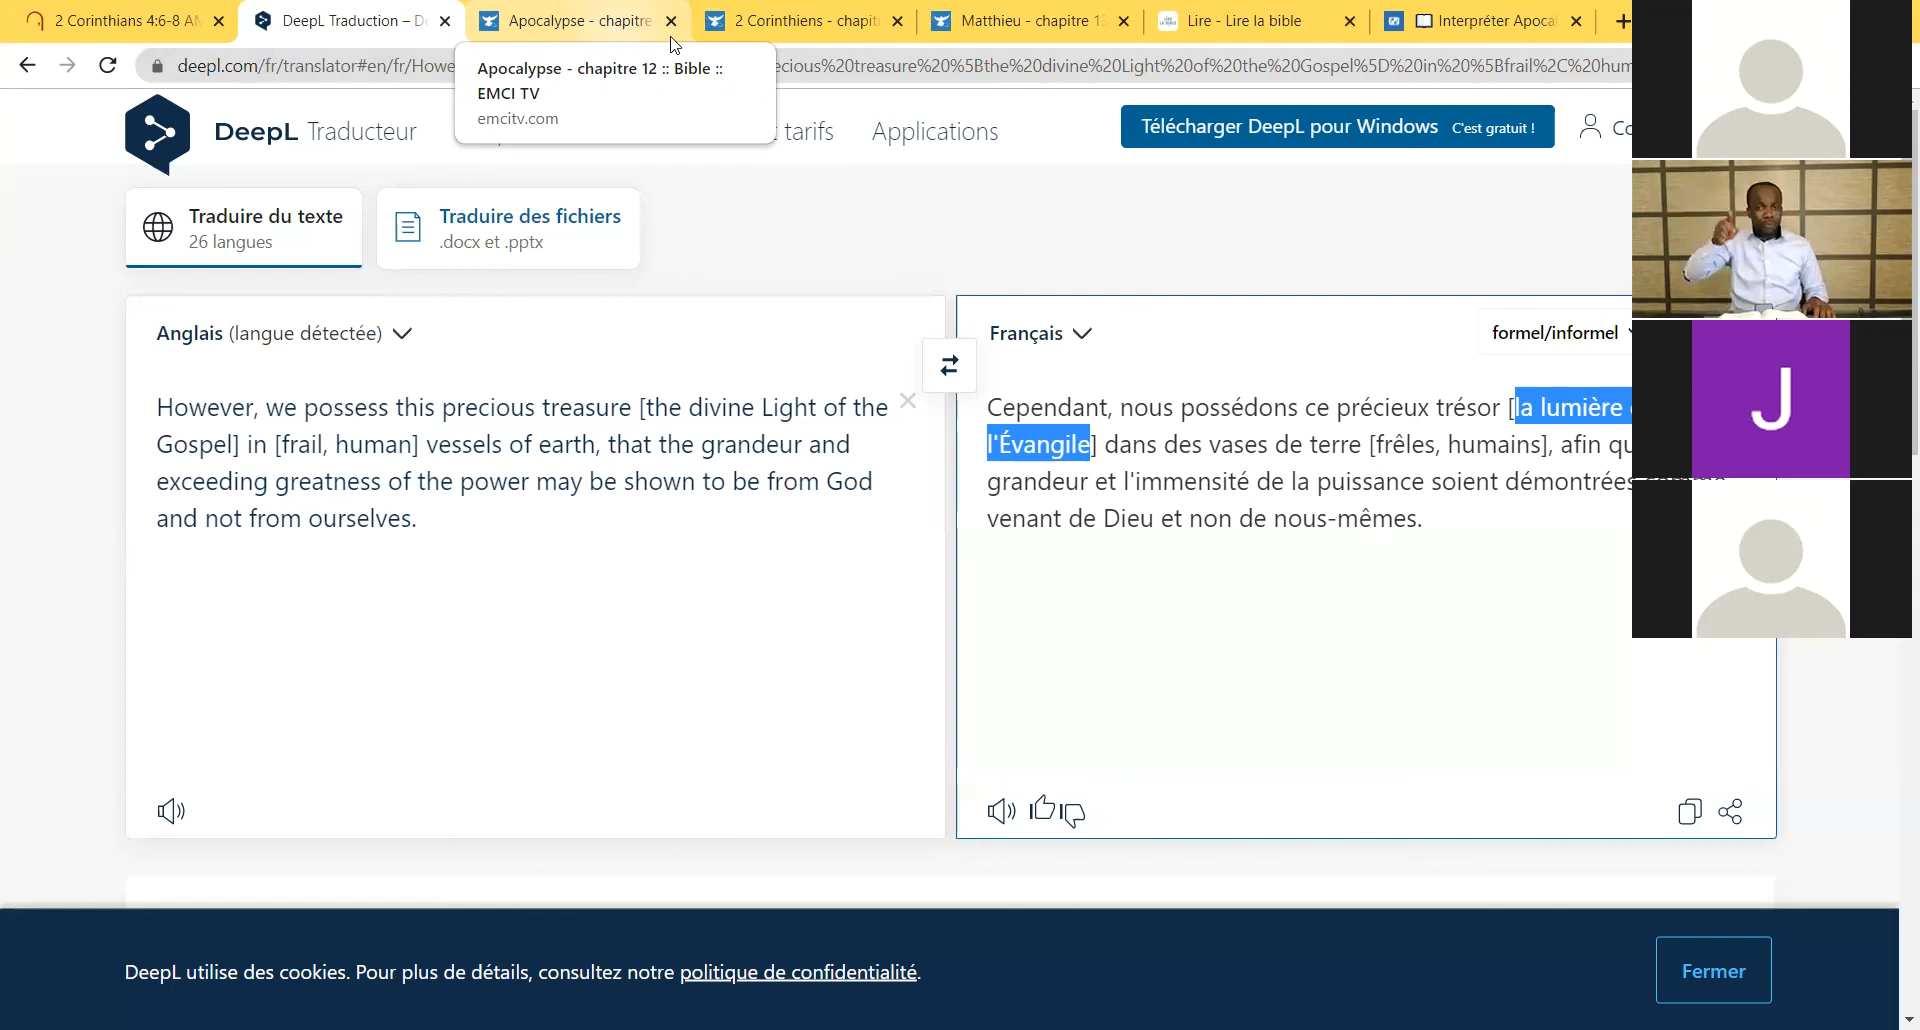 2 Corinthians 4:6-8 AM
DeepL Traduction – De
Apocalypse - chapitre
2 Corinthiens - chapit
Matthieu - chapitre 13
Lire - Lire la bible
Interpréter Apocal
deepl.com/fr/translator#en/fr/Howe
ecious%20treasure%20%5Bthe%20divine%20Light%20of%20the%20Gospel%5D%20in%20%5Bfrail%2C%20hum
Apocalypse - chapitre 12 :: Bible ::
EMCI TV
emcitv.com
DeepL Traducteur
t tarifs
Applications
Télécharger DeepL pour Windows C'est gratuit !
Co
Traduire du texte
26 langues
Traduire des fichiers
.docx et .pptx
Anglais (langue détectée)
However, we possess this precious treasure [the divine Light of the
Gospel] in [frail, human] vessels of earth, that the grandeur and
exceeding greatness of the power may be shown to be from God
and not from ourselves.
Français
formel/informel
Cependant, nous possédons ce précieux trésor [la lumière
l'Évangile] dans des vases de terre [frêles, humains], afin qu
grandeur et l'immensité de la puissance soient démontrées
venant de Dieu et non de nous-mêmes.
J
DeepL utilise des cookies. Pour plus de détails, consultez notre politique de confidentialité.
Fermer